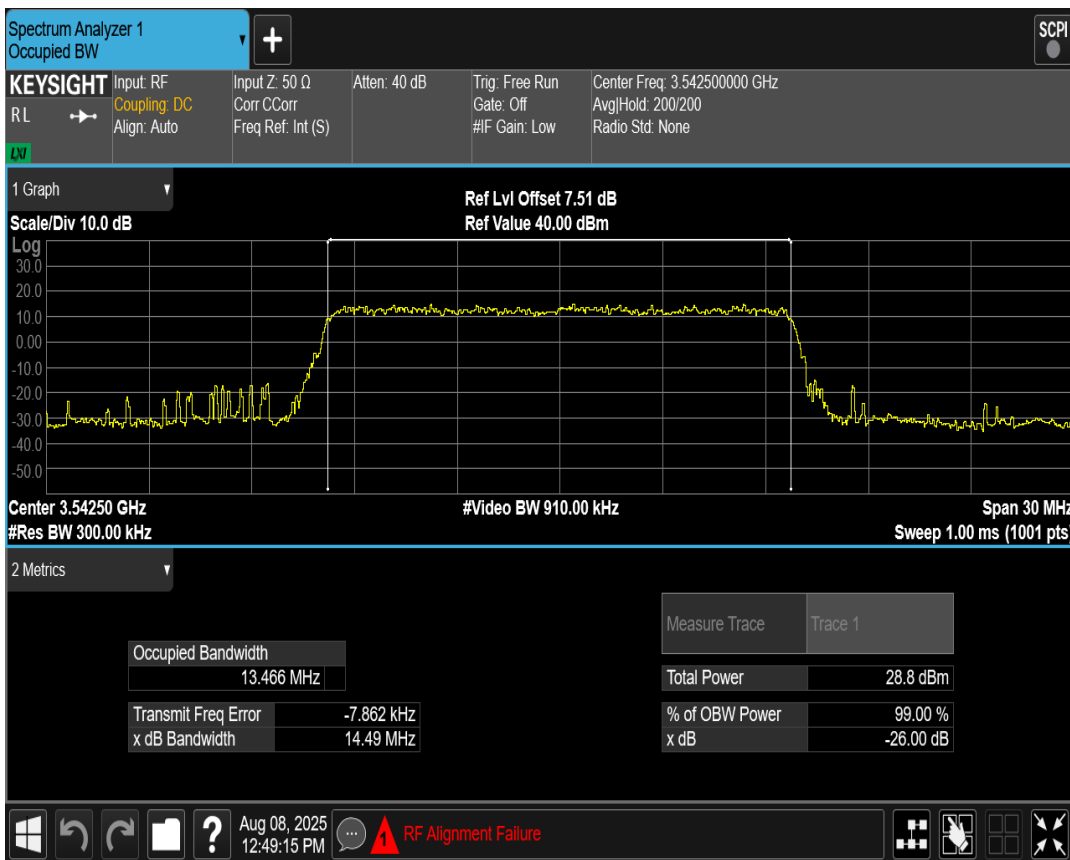 Spectrum Analyzer 1
Occupied BW
SCPI
KEYSIGHT
RL
LXI
Input: RF
Coupling: DC
Align: Auto
Input Z: 50 Ω
Corr CCorr
Freq Ref: Int (S)
Atten: 40 dB
Trig: Free Run
Gate: Off
#IF Gain: Low
Center Freq: 3.542500000 GHz
Avg|Hold: 200/200
Radio Std: None
1 Graph
Scale/Div 10.0 dB
Ref Lvl Offset 7.51 dB
Ref Value 40.00 dBm
Log
30.0
20.0
10.0
0.00
-10.0
-20.0
-30.0
-40.0
-50.0
Center 3.54250 GHz
#Video BW 910.00 kHz
Span 30 MHz
#Res BW 300.00 kHz
Sweep 1.00 ms (1001 pts)
2 Metrics
Measure Trace Trace 1
Occupied Bandwidth
13.466 MHz
Total Power 28.8 dBm
Transmit Freq Error -7.862 kHz
% of OBW Power 99.00 %
x dB Bandwidth 14.49 MHz
x dB -26.00 dB
?
Aug 08, 2025
12:49:15 PM
1
RF Alignment Failure